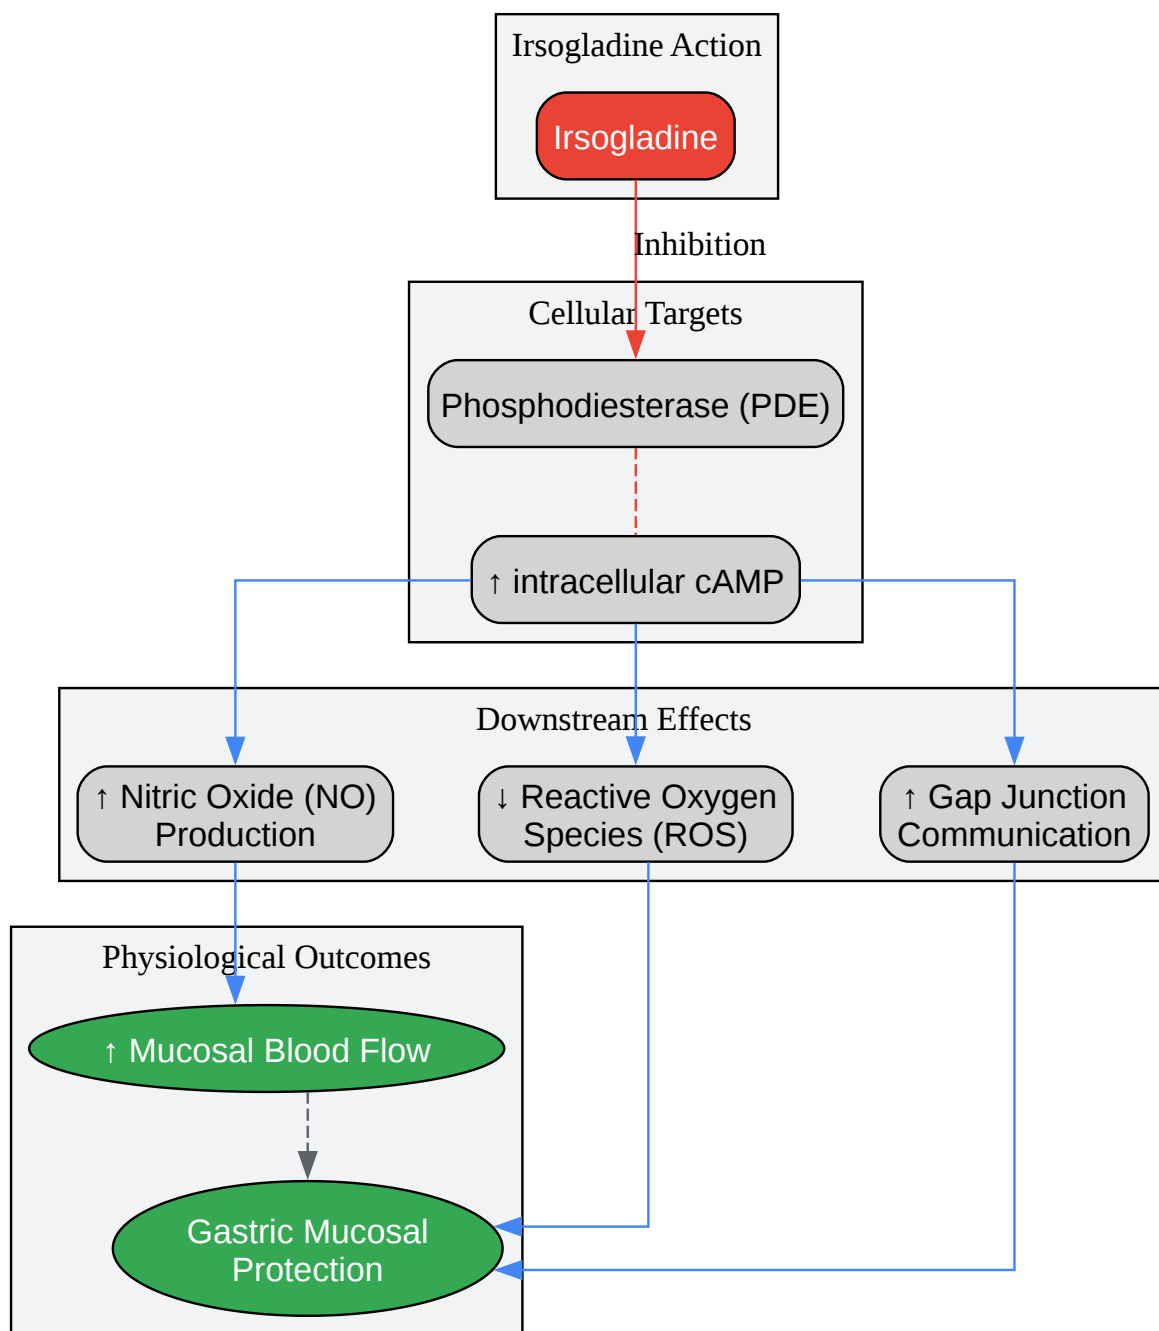 Irsogladine Action
Irsogladine
Inhibition
Cellular Targets
Phosphodiesterase (PDE)
↑ intracellular cAMP
Downstream Effects
↑ Nitric Oxide (NO)
Production
↓ Reactive Oxygen
Species (ROS)
↑ Gap Junction
Communication
Physiological Outcomes
↑ Mucosal Blood Flow
Gastric Mucosal
Protection